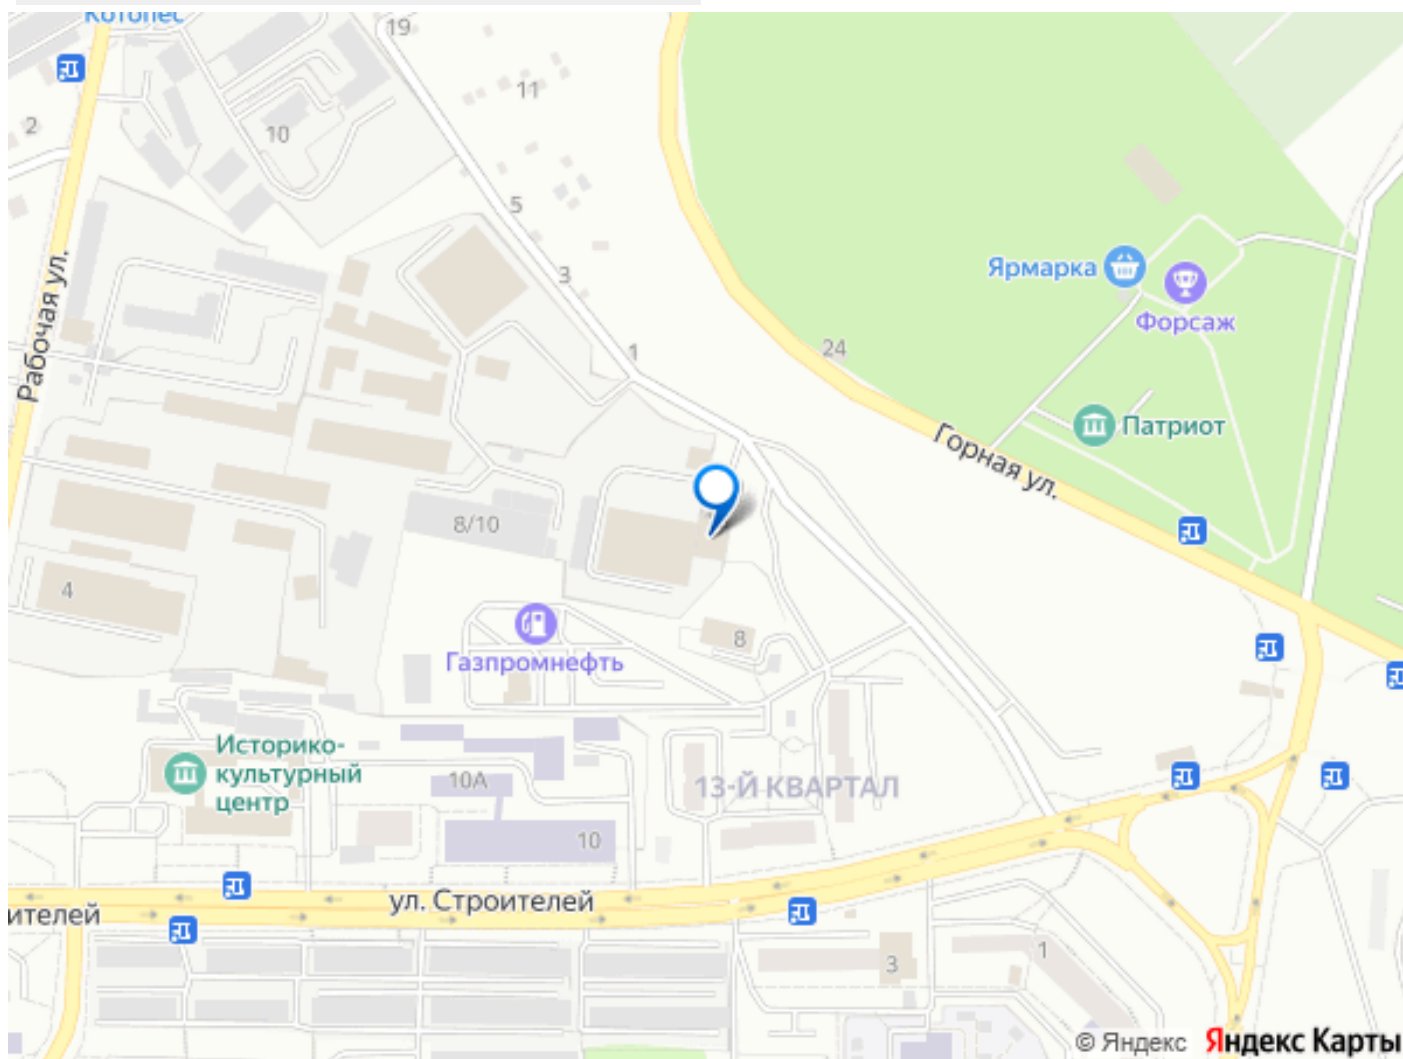 Котопёс
19
11
2
10
5
Рабочая ул.
3
Ярмарка
Форсаж
1
24
Патриот
Горная ул.
8/10
4
8
Газпромнефть
Историко-
культурный
центр
10А
13-Й КВАРТАЛ
10
ул. Строителей
ителей
3
1
© Яндекс
Яндекс Карты